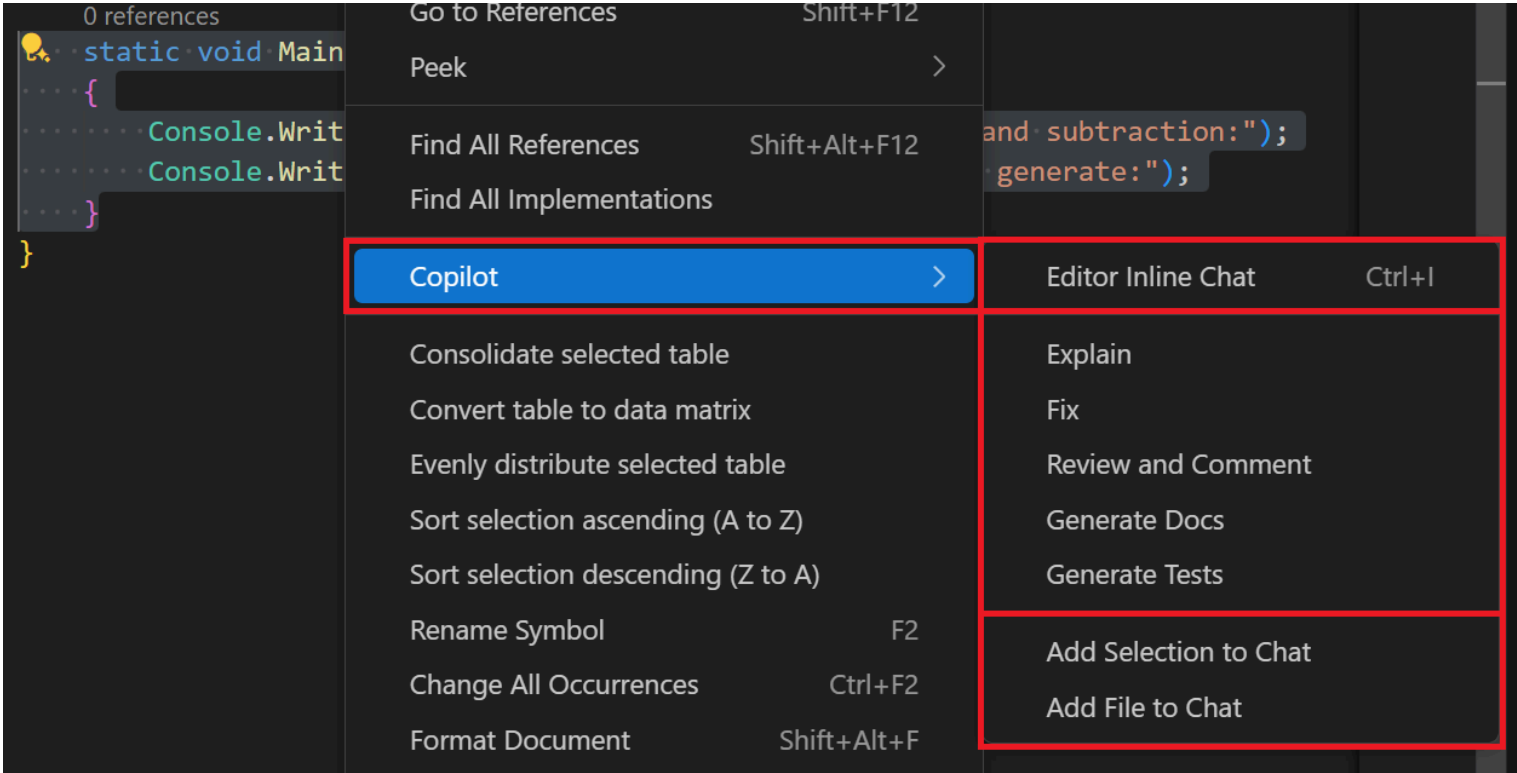 0 references
static void Main
{
Console.Writ
and subtraction:");
Console.Writ
generate:");
}
}
Go to References Shift+F12
Peek
Find All References Shift+Alt+F12
Find All Implementations
Copilot
Consolidate selected table
Convert table to data matrix
Evenly distribute selected table
Sort selection ascending (A to Z)
Sort selection descending (Z to A)
Rename Symbol F2
Change All Occurrences Ctrl+F2
Format Document Shift+Alt+F
Editor Inline Chat Ctrl+I
Explain
Fix
Review and Comment
Generate Docs
Generate Tests
Add Selection to Chat
Add File to Chat